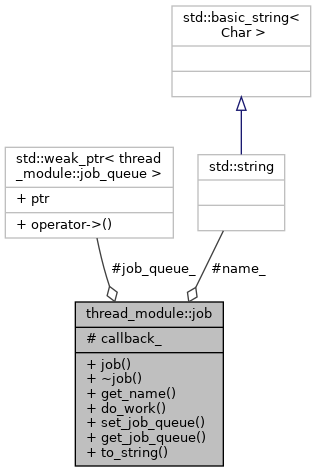 std::basic_string<
Char >
std::weak_ptr< thread
_module::job_queue >
+ ptr
+ operator->()
std::string
#job_queue_
#name_
thread_module::job
# callback_
+ job()
+ ~job()
+ get_name()
+ do_work()
+ set_job_queue()
+ get_job_queue()
+ to_string()